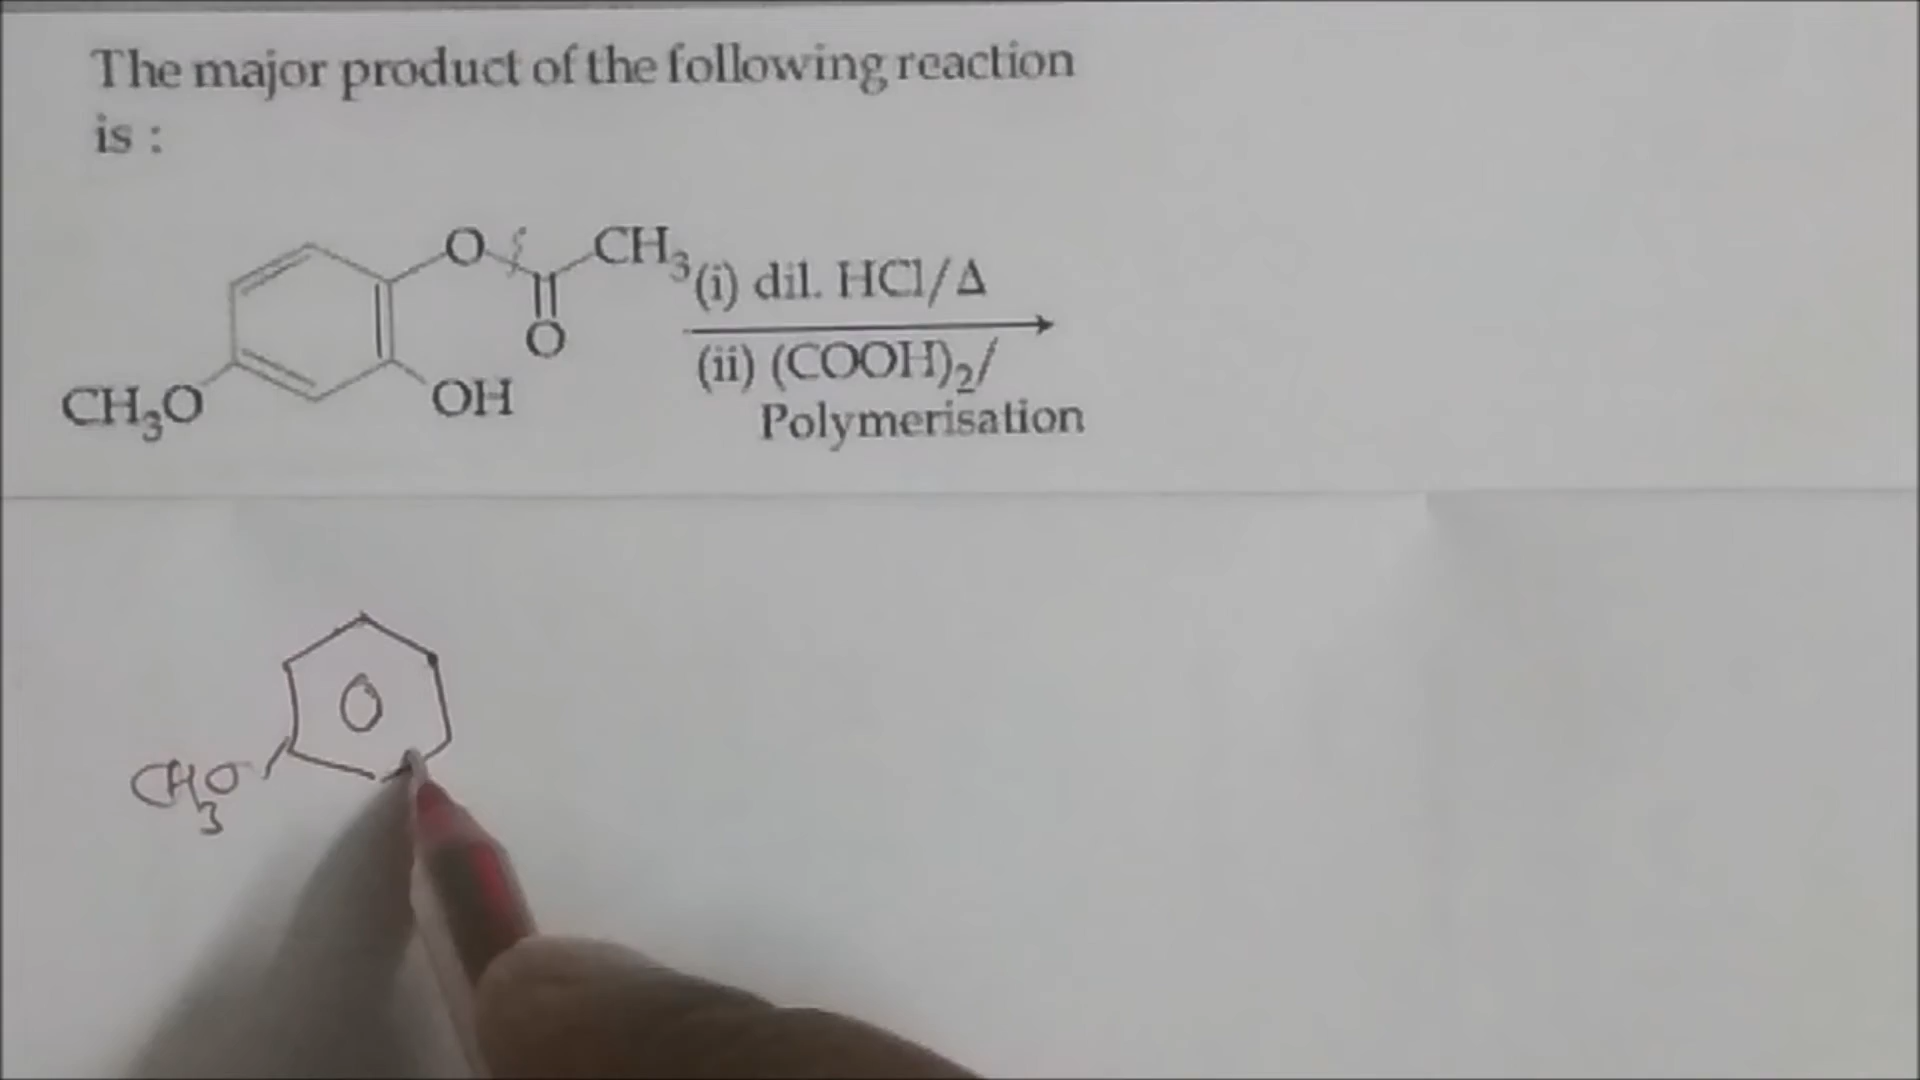 The major product of the following reaction
is :
O
CH₃
(i) dil. HCl/Δ
O
(ii) (COOH)₂/
CH₃O
OH
Polymerisation
O
CH₃O